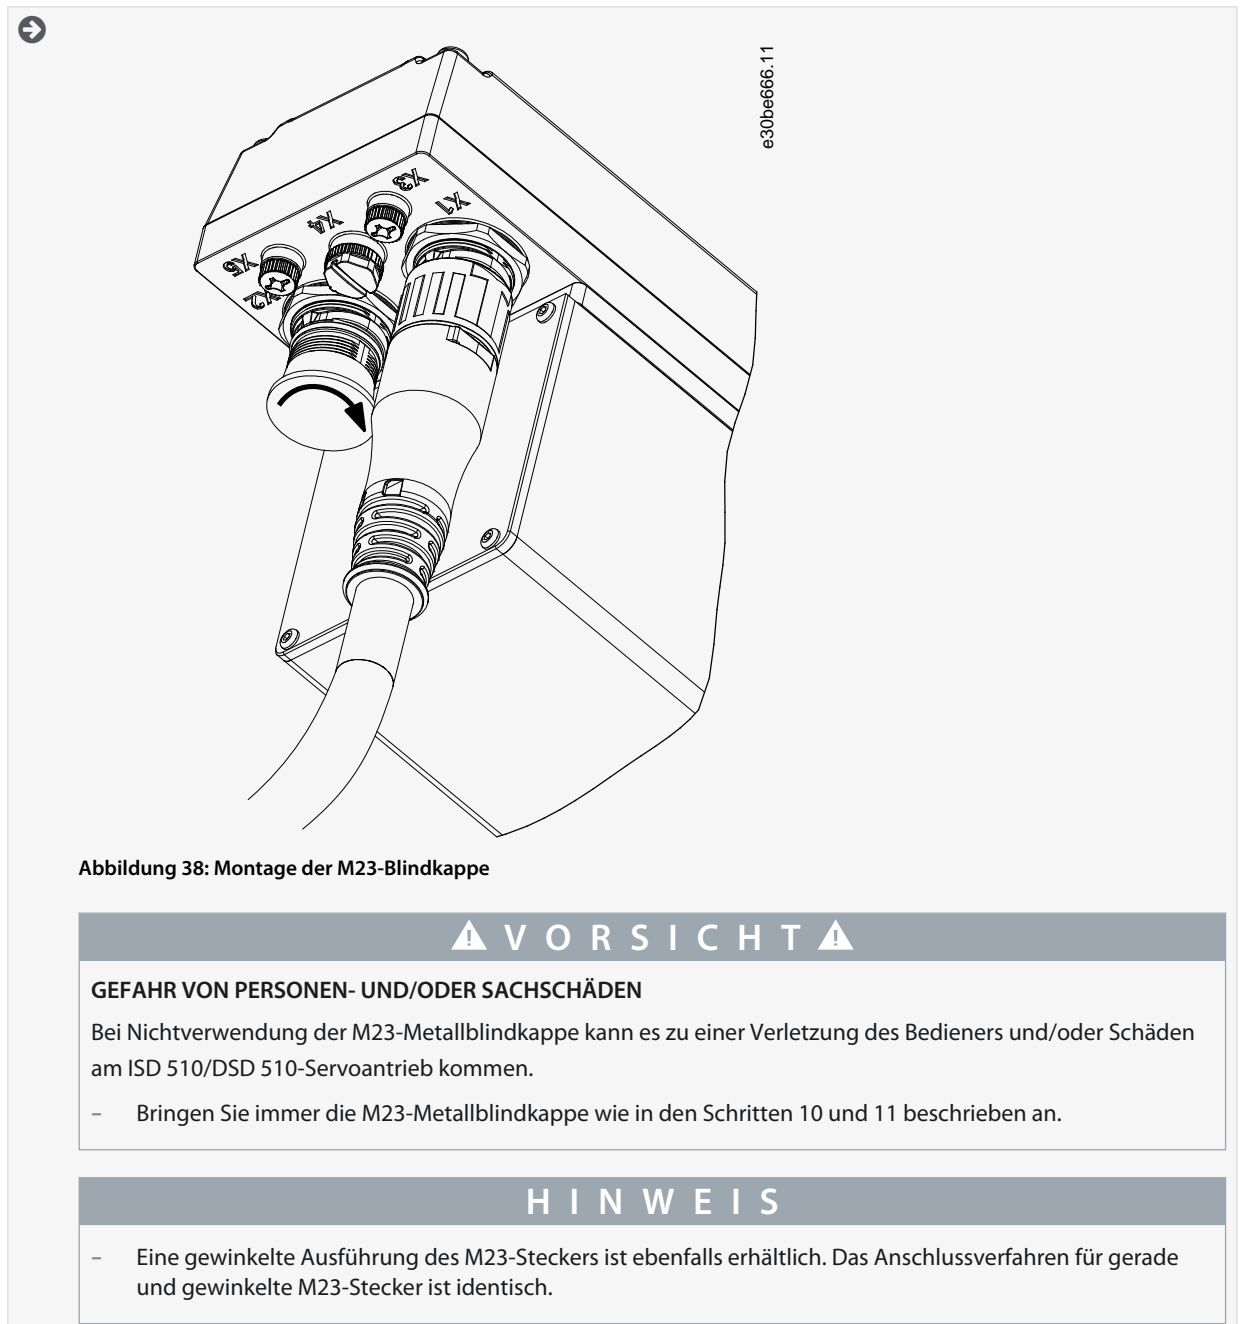 e30be666.11
X3
X1
X4
X5
X2
Abbildung 38: Montage der M23-Blindkappe
VORSICHT
GEFAHR VON PERSONEN- UND/ODER SACHSCHÄDEN
Bei Nichtverwendung der M23-Metallblindkappe kann es zu einer Verletzung des Bedieners und/oder Schäden
am ISD 510/DSD 510-Servoantrieb kommen.
– Bringen Sie immer die M23-Metallblindkappe wie in den Schritten 10 und 11 beschrieben an.
HINWEIS
– Eine gewinkelte Ausführung des M23-Steckers ist ebenfalls erhältlich. Das Anschlussverfahren für gerade
und gewinkelte M23-Stecker ist identisch.